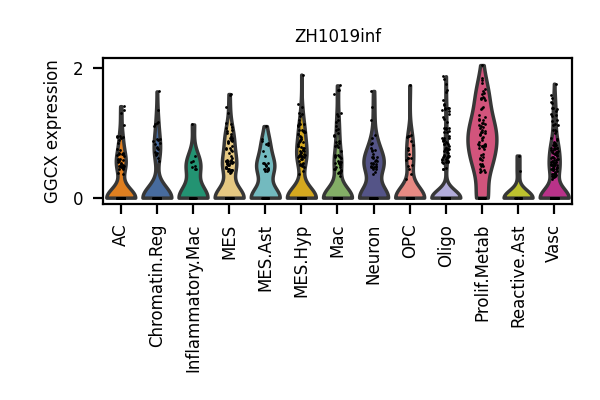 ZH1019inf
GGCX expression
2
0
AC
Chromatin.Reg
Inflammatory.Mac
MES
MES.Ast
MES.Hyp
Mac
Neuron
OPC
Oligo
Prolif.Metab
Reactive.Ast
Vasc